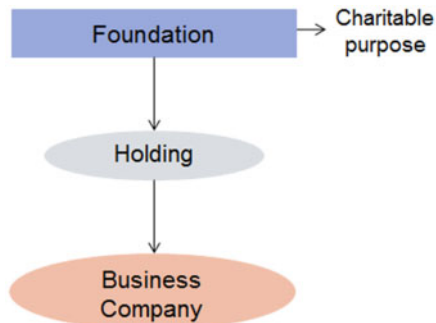 Foundation
Charitable
purpose
Holding
Business
Company